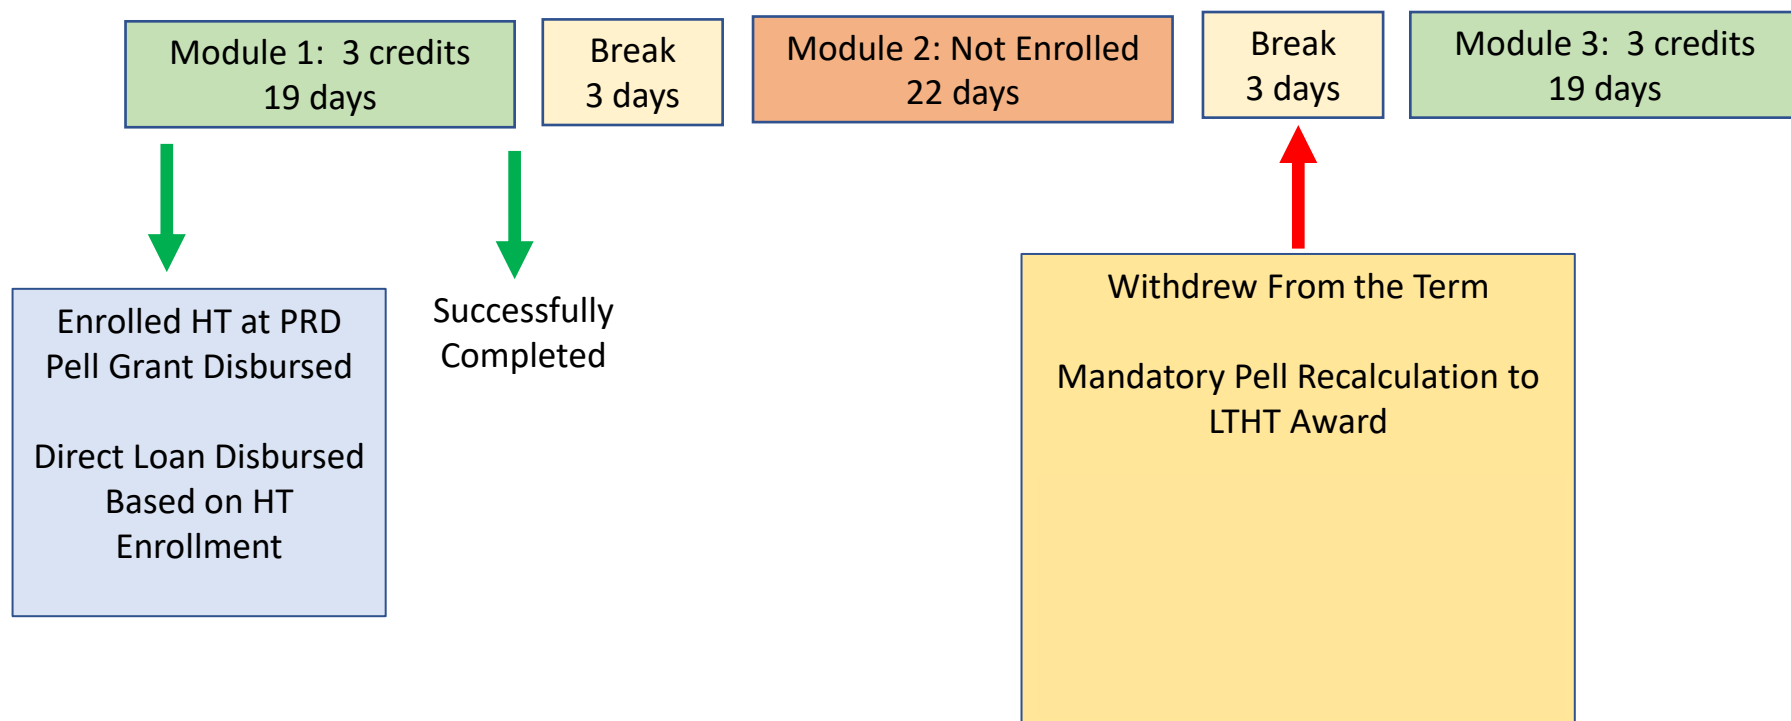 Module 1: 3 credits
19 days
Break
3 days
Module 2: Not Enrolled
22 days
Break
3 days
Module 3: 3 credits
19 days
Enrolled HT at PRD
Pell Grant Disbursed
Direct Loan Disbursed
Based on HT
Enrollment
Successfully
Completed
Withdrew From the Term
Mandatory Pell Recalculation to
LTHT Award